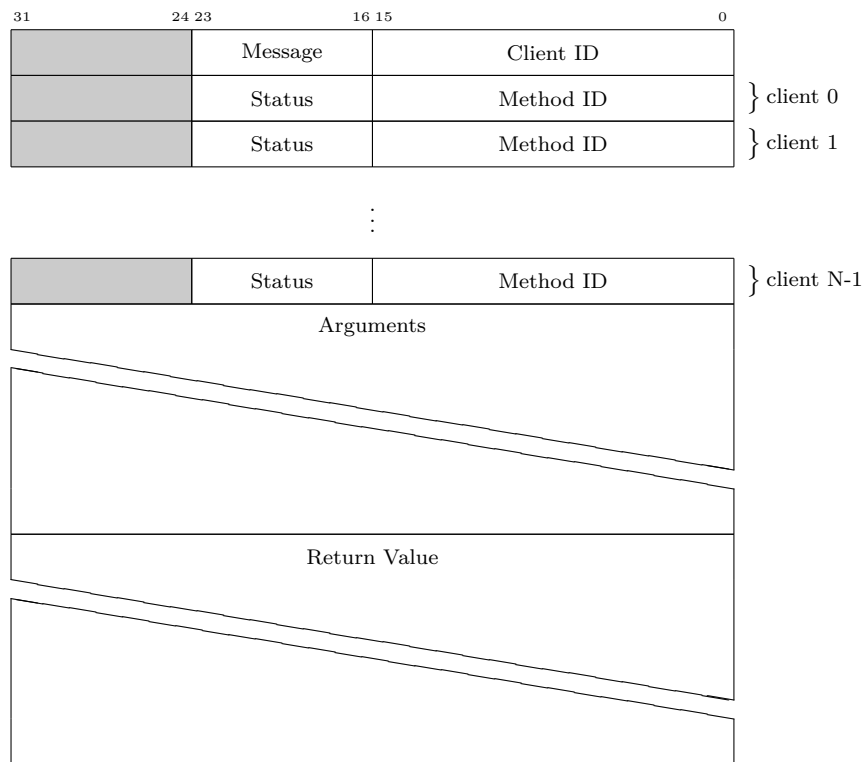 31 24 23 16 15 0
Message Client ID
Status Method ID } client 0
Status Method ID } client 1
⋮
Status Method ID } client N-1
Arguments
Return Value